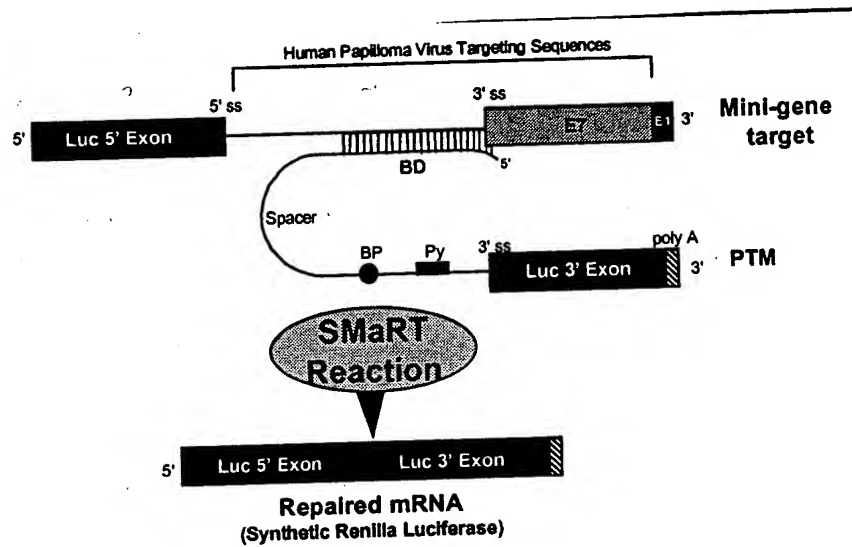 Human Papilloma Virus Targeting Sequences
5' ss
3' ss
5' Luc 5' Exon
E7
E1 3'
Mini-gene
target
BD
5'
Spacer
BP
Py
3' ss
poly A
Luc 3' Exon
3'
PTM
SMaRT
Reaction
5' Luc 5' Exon Luc 3' Exon
Repaired mRNA
(Synthetic Renilla Luciferase)